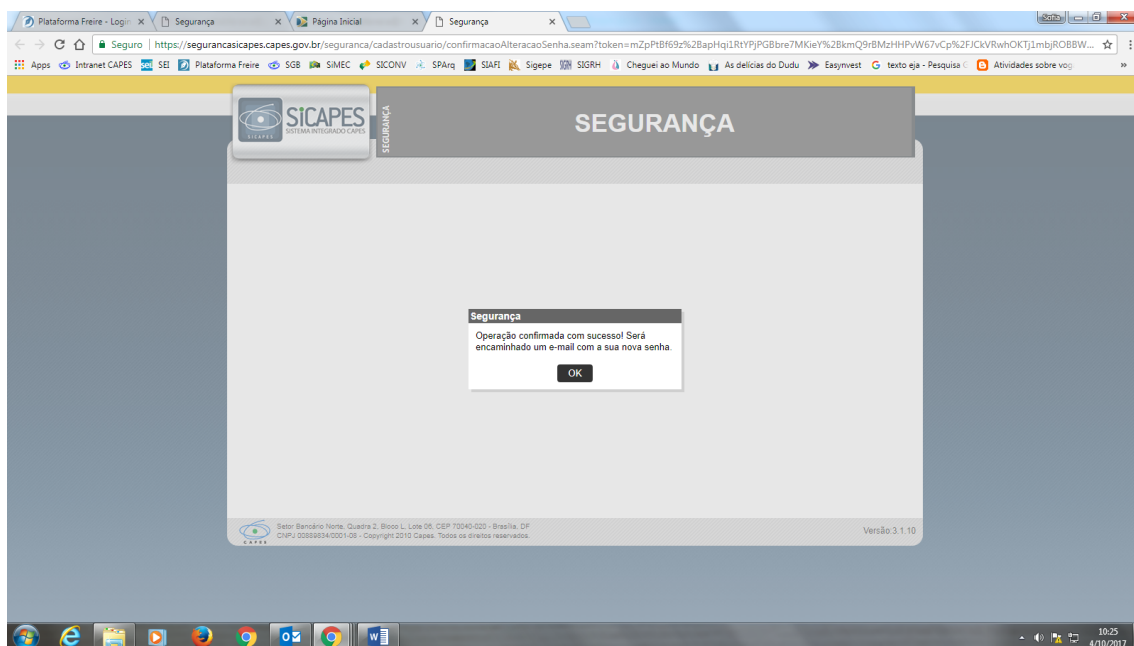 Plataforma Freire - Login
Segurança
Página Inicial
Segurança
Sofia
Seguro
https://segurancasicapes.capes.gov.br/seguranca/cadastrousuario/confirmacaoAlteracaoSenha.seam?token=mZpPtBf69z%2BapHqi1RtYPjPGBbre7MKieY%2BkmQ9rBMzHHPvW67vCp%2FJCkVRwhOKTj1mbjROBBW...
Apps Intranet CAPES SEI Plataforma Freire SGB SiMEC SICONV SPArq SIAFI Sigepe SIGRH Cheguei ao Mundo As delícias do Dudu Easynvest texto eja - Pesquisa G Atividades sobre vog »
SiCAPES
SISTEMA INTEGRADO CAPES
SICAPES
SEGURANÇA
SEGURANÇA
Segurança
Operação confirmada com sucesso! Será
encaminhado um e-mail com a sua nova senha.
OK
Setor Bancário Norte, Quadra 2, Bloco L, Lote 06, CEP 70040-020 - Brasília, DF
CNPJ 00889834/0001-08 - Copyright 2010 Capes. Todos os direitos reservados.
CAPES
Versão:3.1.10
10:25
4/10/2017